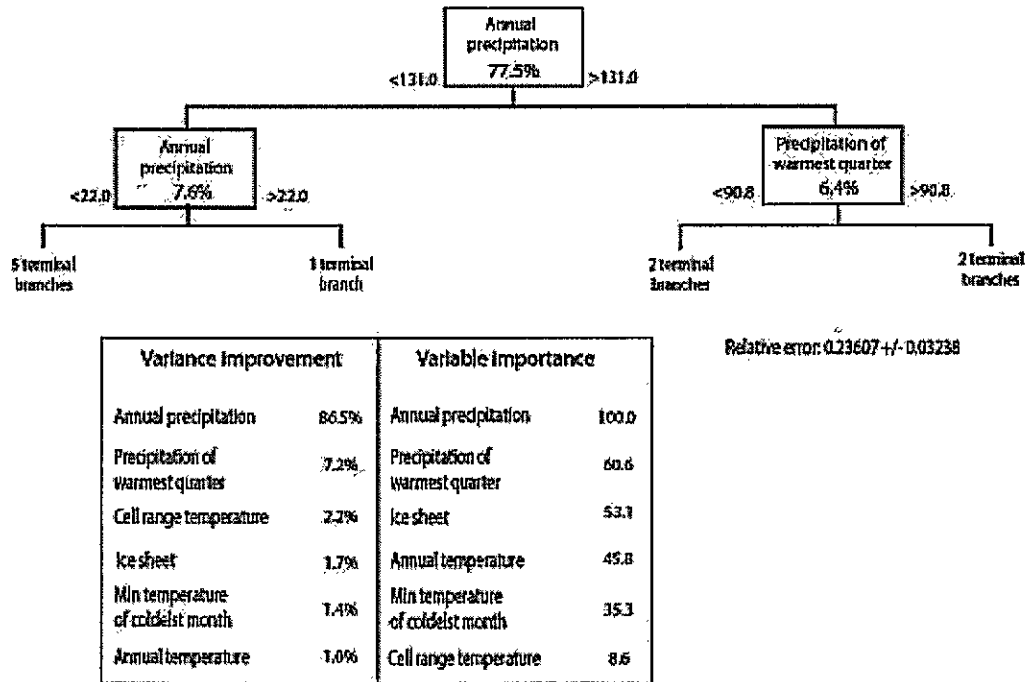 Annual
precipitation
77.5%
<131.0
>131.0
Annual
precipitation
7.6%
<22.0
>22.0
Precipitation of
warmest quarter
6.4%
<90.8
>90.8
5 terminal
branches
1 terminal
branch
2 terminal
branches
2 terminal
branches
Relative error: 0.23607 +/- 0.03238
Variance Improvement
Variable Importance
Annual precipitation 86.5%
Annual precipitation 100.0
Precipitation of
warmest quarter 7.2%
Precipitation of
warmest quarter 60.6
Cell range temperature 2.2%
Ice sheet 53.1
Ice sheet 1.7%
Annual temperature 45.8
Min temperature
of coldelst month 1.4%
Min temperature
of coldelst month 35.3
Annual temperature 1.0%
Cell range temperature 8.6